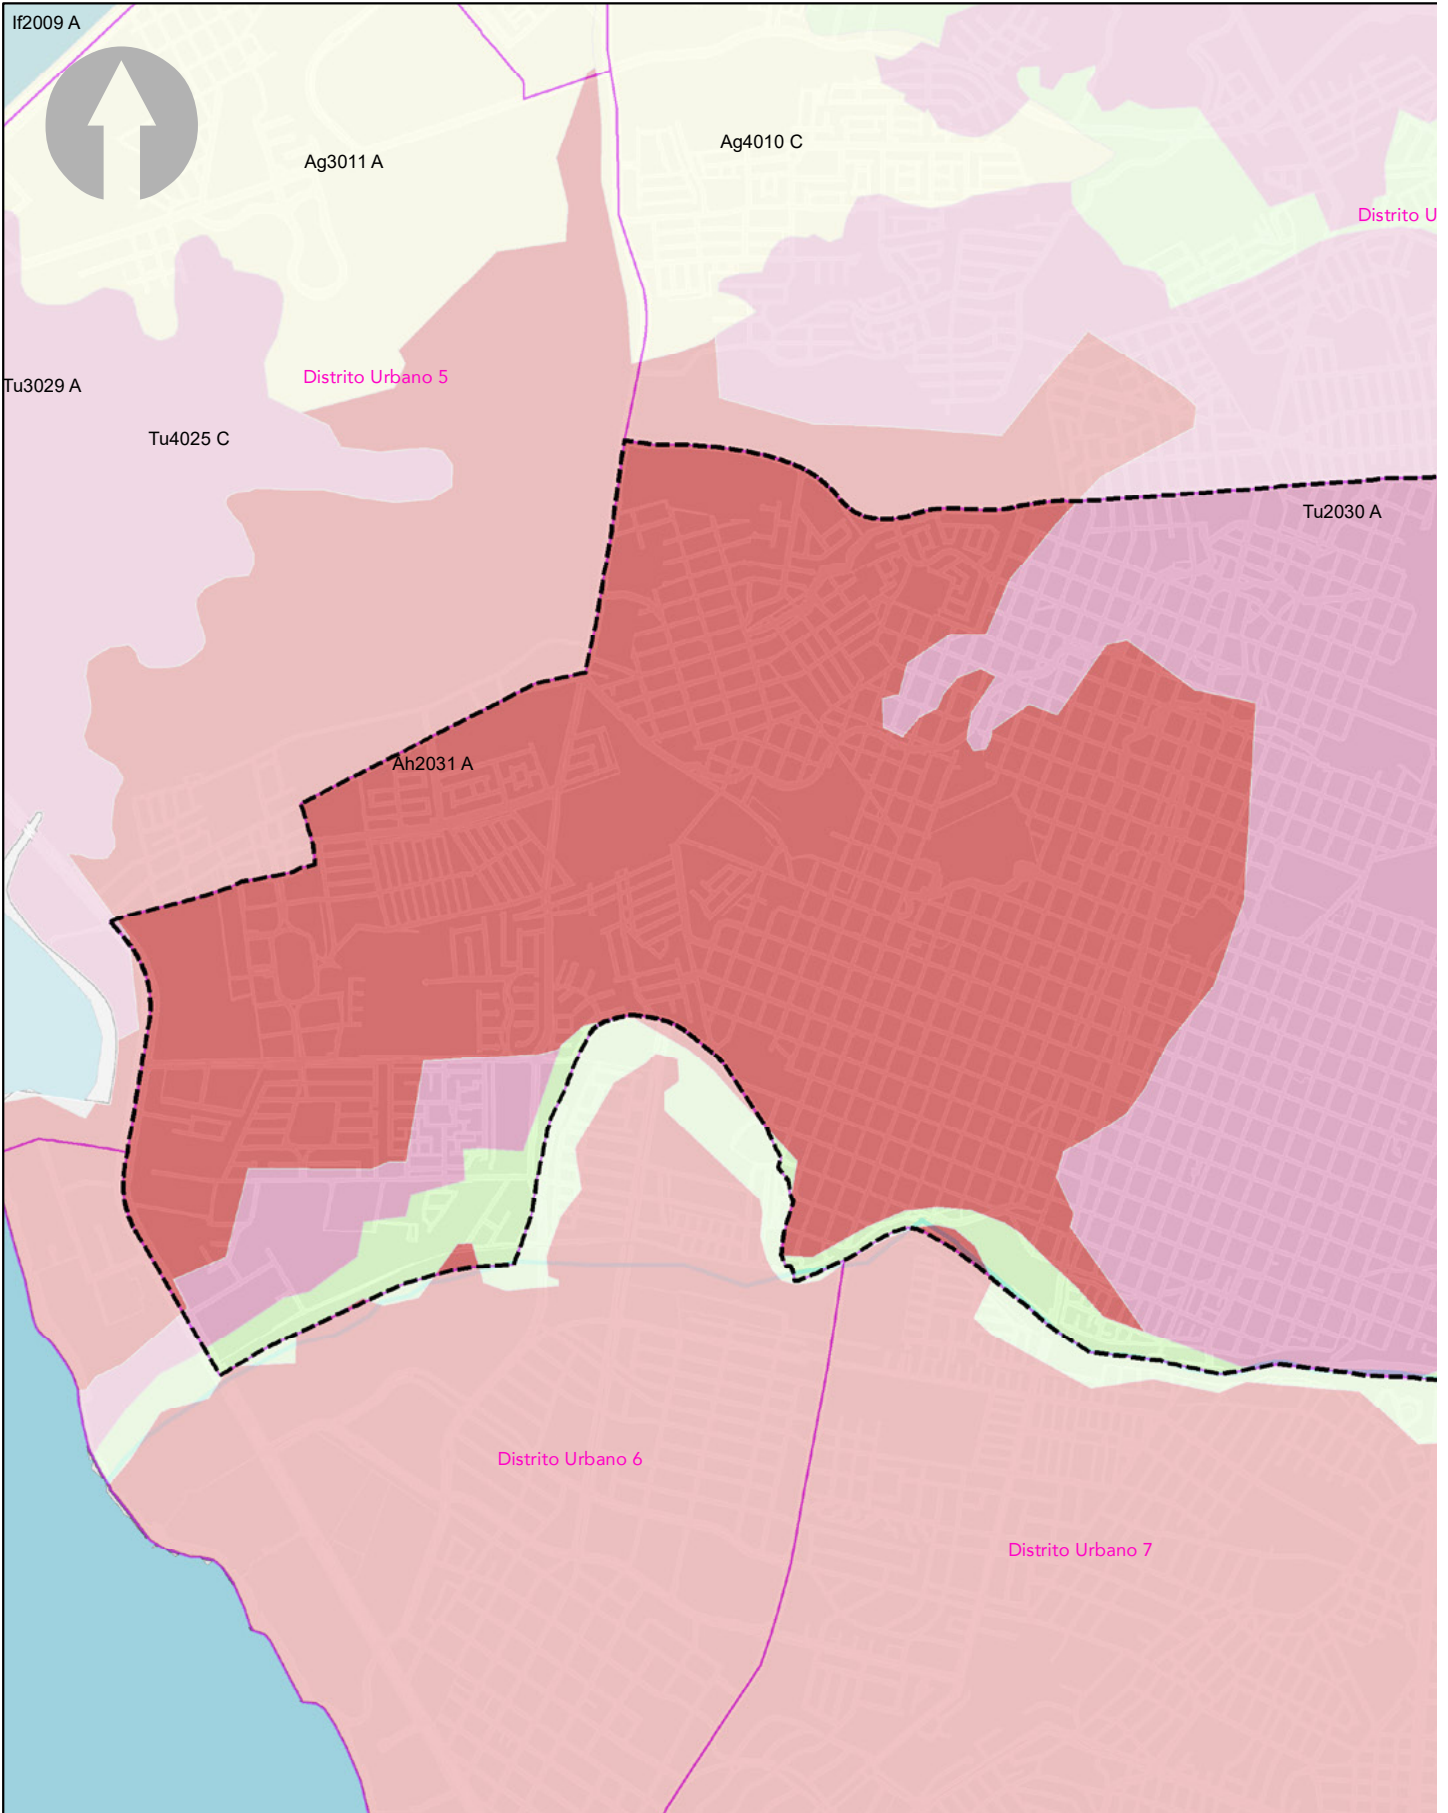 If2009 A
Ag4010 C
Ag3011 A
Distrito U
Distrito Urbano 5
Tu3029 A
Tu4025 C
Tu2030 A
Ah2031 A
Distrito Urbano 6
Distrito Urbano 7